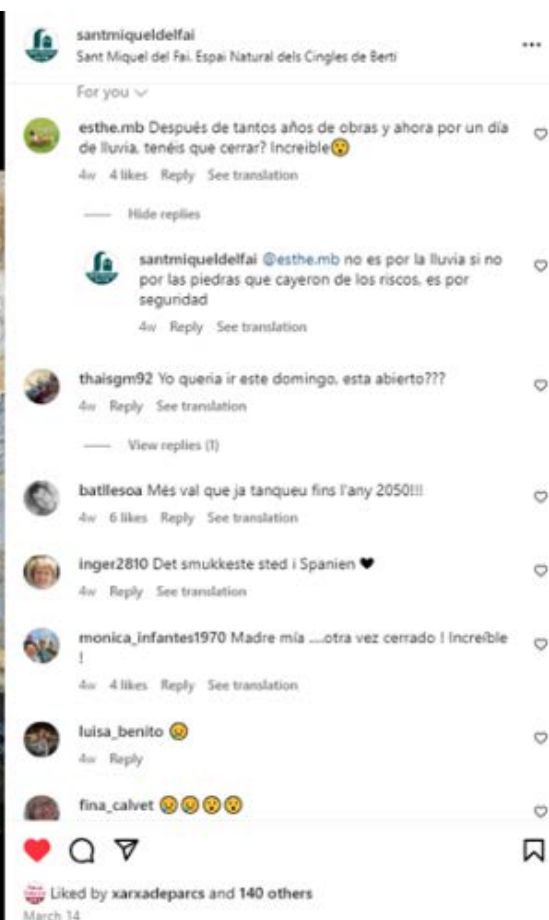 santmiqueldelfai
Sant Miquel del Fai. Espai Natural dels Cingles de Bertí
For you
esthe.mb Después de tantos años de obras y ahora por un día
de lluvia, tenéis que cerrar? Increible😯
4w 4 likes Reply See translation
Hide replies
santmiqueldelfai @esthe.mb no es por la lluvia si no
por las piedras que cayeron de los riscos, es por
seguridad
4w Reply See translation
thaisgm92 Yo queria ir este domingo, esta abierto???
4w Reply See translation
View replies (1)
batllesoa Més val que ja tanqueu fins l'any 2050!!!
4w 6 likes Reply See translation
inger2810 Det smukkeste sted i Spanien 🖤
4w Reply See translation
monica_infantes1970 Madre mía ....otra vez cerrado ! Increíble
!
4w 4 likes Reply See translation
luisa_benito 😢
4w Reply
fina_calvet 😢😢😯😯
Liked by xarxadeparcs and 140 others
March 14